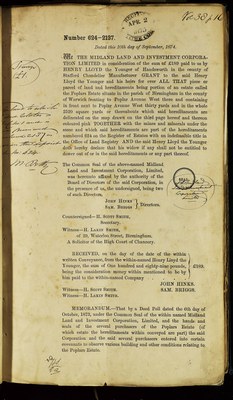 Number 624—2237.
Dated this 10th day of September, 1874.
WE THE MIDLAND LAND AND INVESTMENT CORPORA-
TION LIMITED in consideration of the sum of £189 paid to us by
HENRY LLOYD the Younger of Handsworth in the county of
Stafford Chandelier Manufacturer GRANT to the said Henry
Lloyd the Younger and his heirs for ever ALL THAT piece or
parcel of land and hereditaments being portion of an estate called
the Poplars Estate situate in the parish of Birmingham in the county
of Warwick fronting to Poplar Avenue West there and containing
in front next to Poplar Avenue West thirty yards and in the whole
1250 square yards or thereabouts which said hereditaments are
delineated on the map drawn on the third page hereof and thereon
coloured pink TOGETHER with the mines and minerals under the
same and which said hereditaments are part of the hereditaments
numbered 624 on the Register of Estates with an indefeasible title in
the Office of Land Registry AND the said Henry Lloyd the Younger
doth hereby declare that his widow if any shall not be entitled to
dower out of or in the said hereditaments or any part thereof.
The Common Seal of the above-named Midland
Land and Investment Corporation, Limited,
was hereunto affixed by the authority of the
Board of Directors of the said Corporation, in
the presence of us, the undersigned, being two
of such Directors.
JOHN HINKS
SAM. BRIGGS
Directors.
Countersigned—H. SCOTT SMITH,
Secretary.
Witness—H. LAKIN SMITH,
of 20, Waterloo Street, Birmingham,
A Solicitor of the High Court of Chancery.
RECEIVED, on the day of the date of the within
written Conveyance, from the within-named Henry Lloyd the
Younger, the sum of One hundred and eighty-nine pounds,
being the consideration money within mentioned to be by
him paid to the within-named Company
£189.
JOHN HINKS.
SAM. BRIGGS.
Witness—H. SCOTT SMITH.
Witness—H. LAKIN SMITH.
MEMORANDUM.—That by a Deed Poll dated the 6th day of
October, 1873, under the Common Seal of the within named Midland
Land and Investment Corporation, Limited, and the hands and
seals of the several purchasers of the Poplars Estate (of
which estate the hereditaments within conveyed are part) the said
Corporation and the said several purchasers entered into certain
covenants to observe various building and other conditions relating to
the Poplars Estate.